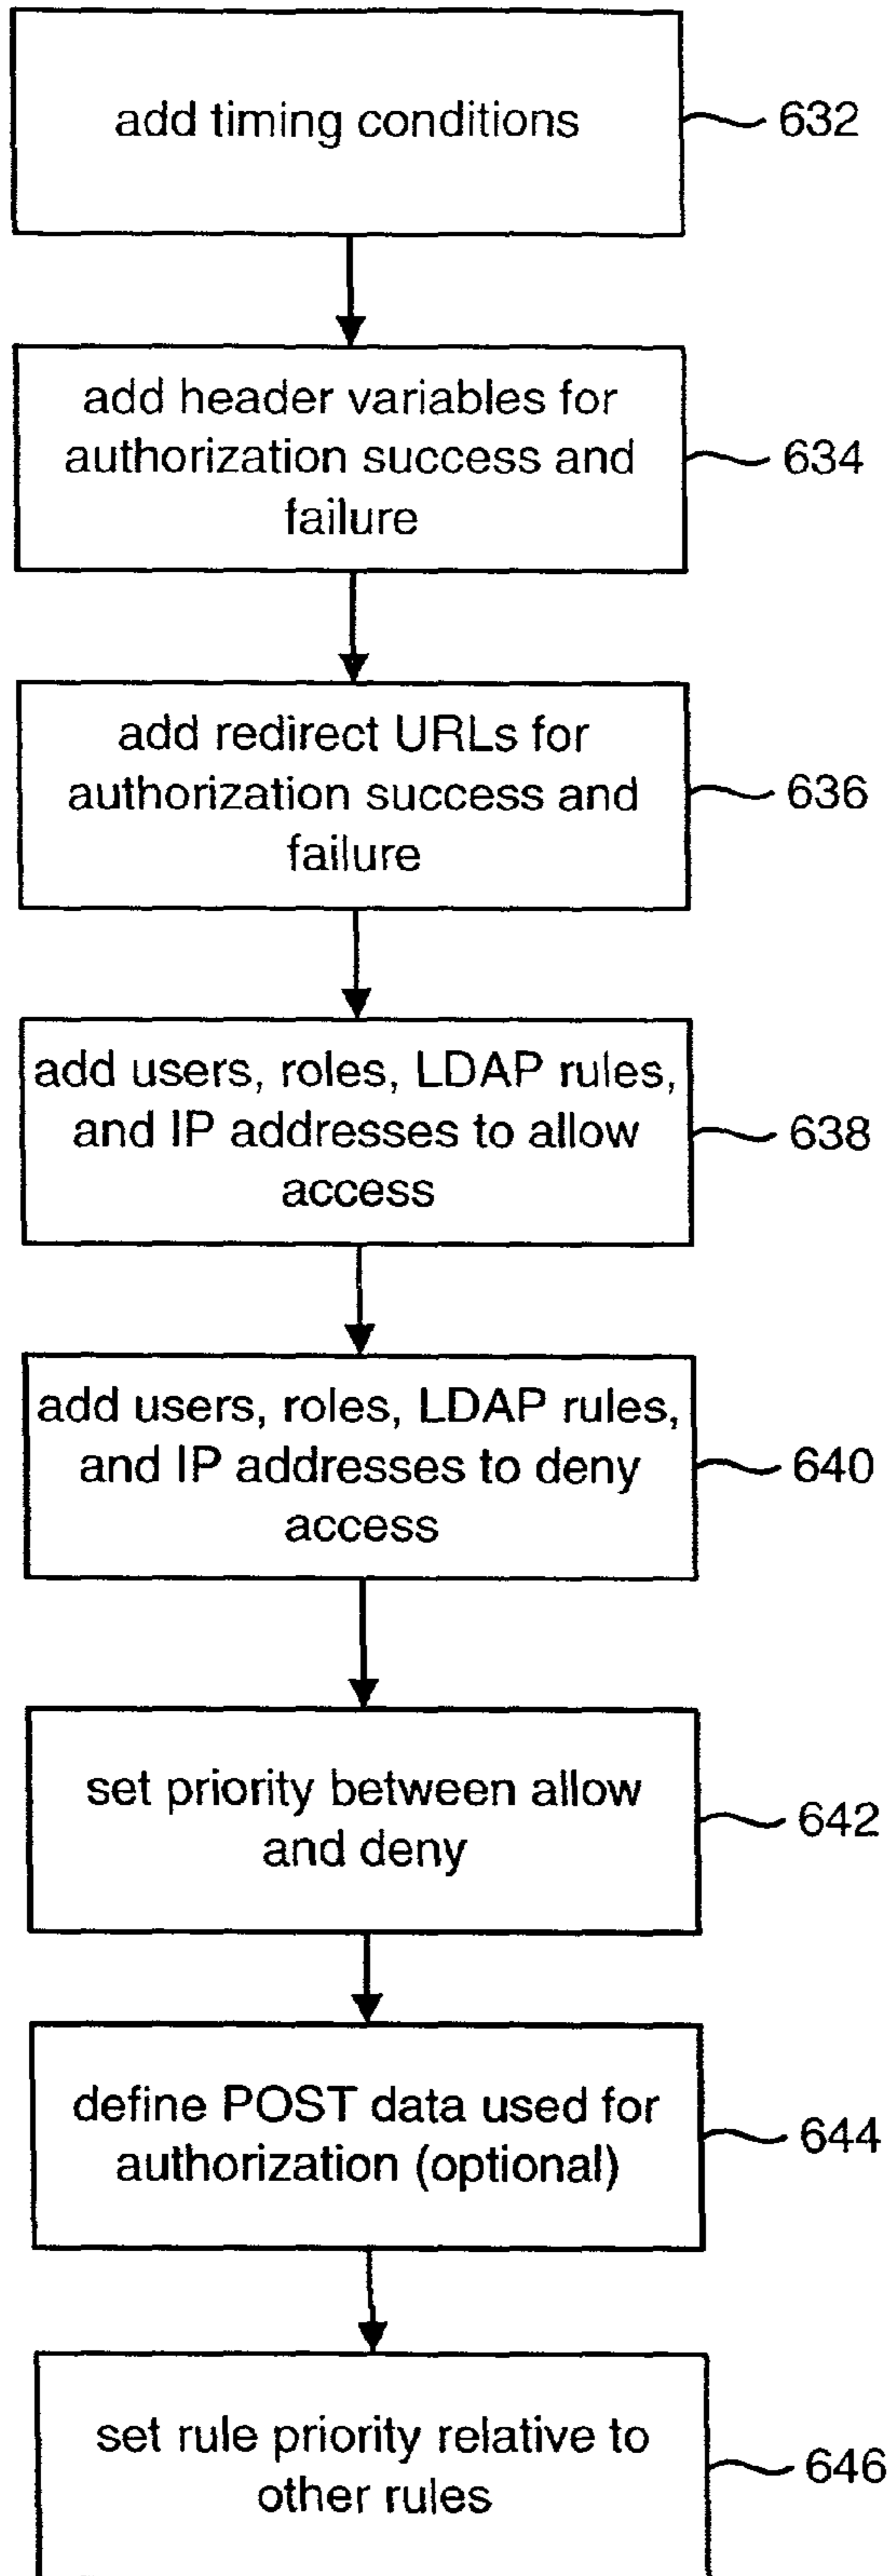 add timing conditions
632
add header variables for
authorization success and
failure
634
add redirect URLs for
authorization success and
failure
636
add users, roles, LDAP rules,
and IP addresses to allow
access
638
add users, roles, LDAP rules,
and IP addresses to deny
access
640
set priority between allow
and deny
642
define POST data used for
authorization (optional)
644
set rule priority relative to
other rules
646